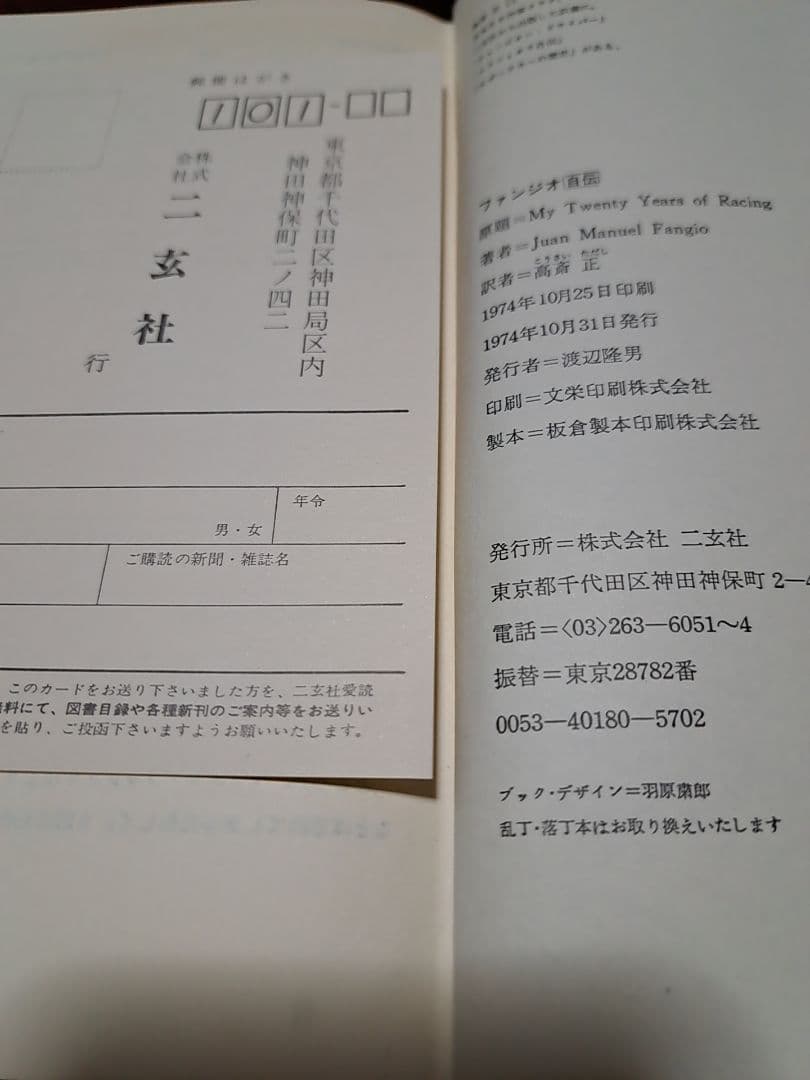 郵便はがき
101-
東京都千代田区神田局区内
神田神保町二ノ四二
株式会社
二玄社
行
年令
男・女
ご購読の新聞・雑誌名
このカードをお送り下さいました方を、二玄社愛読
料にて、図書目録や各種新刊のご案内等をお送りい
を貼り、ご投函下さいますようお願いいたします。
がある。
ファンジオ自伝
原題=My Twenty Years of Racing
著者=Juan Manuel Fangio
こうさい ただし
訳者=高斎 正
1974年10月25日印刷
1974年10月31日発行
発行者=渡辺隆男
印刷=文栄印刷株式会社
製本=板倉製本印刷株式会社
発行所=株式会社 二玄社
東京都千代田区神田神保町2—4
電話=〈03〉263—6051〜4
振替=東京28782番
0053—40180—5702
ブック・デザイン=羽原粛郎
乱丁・落丁本はお取り換えいたします